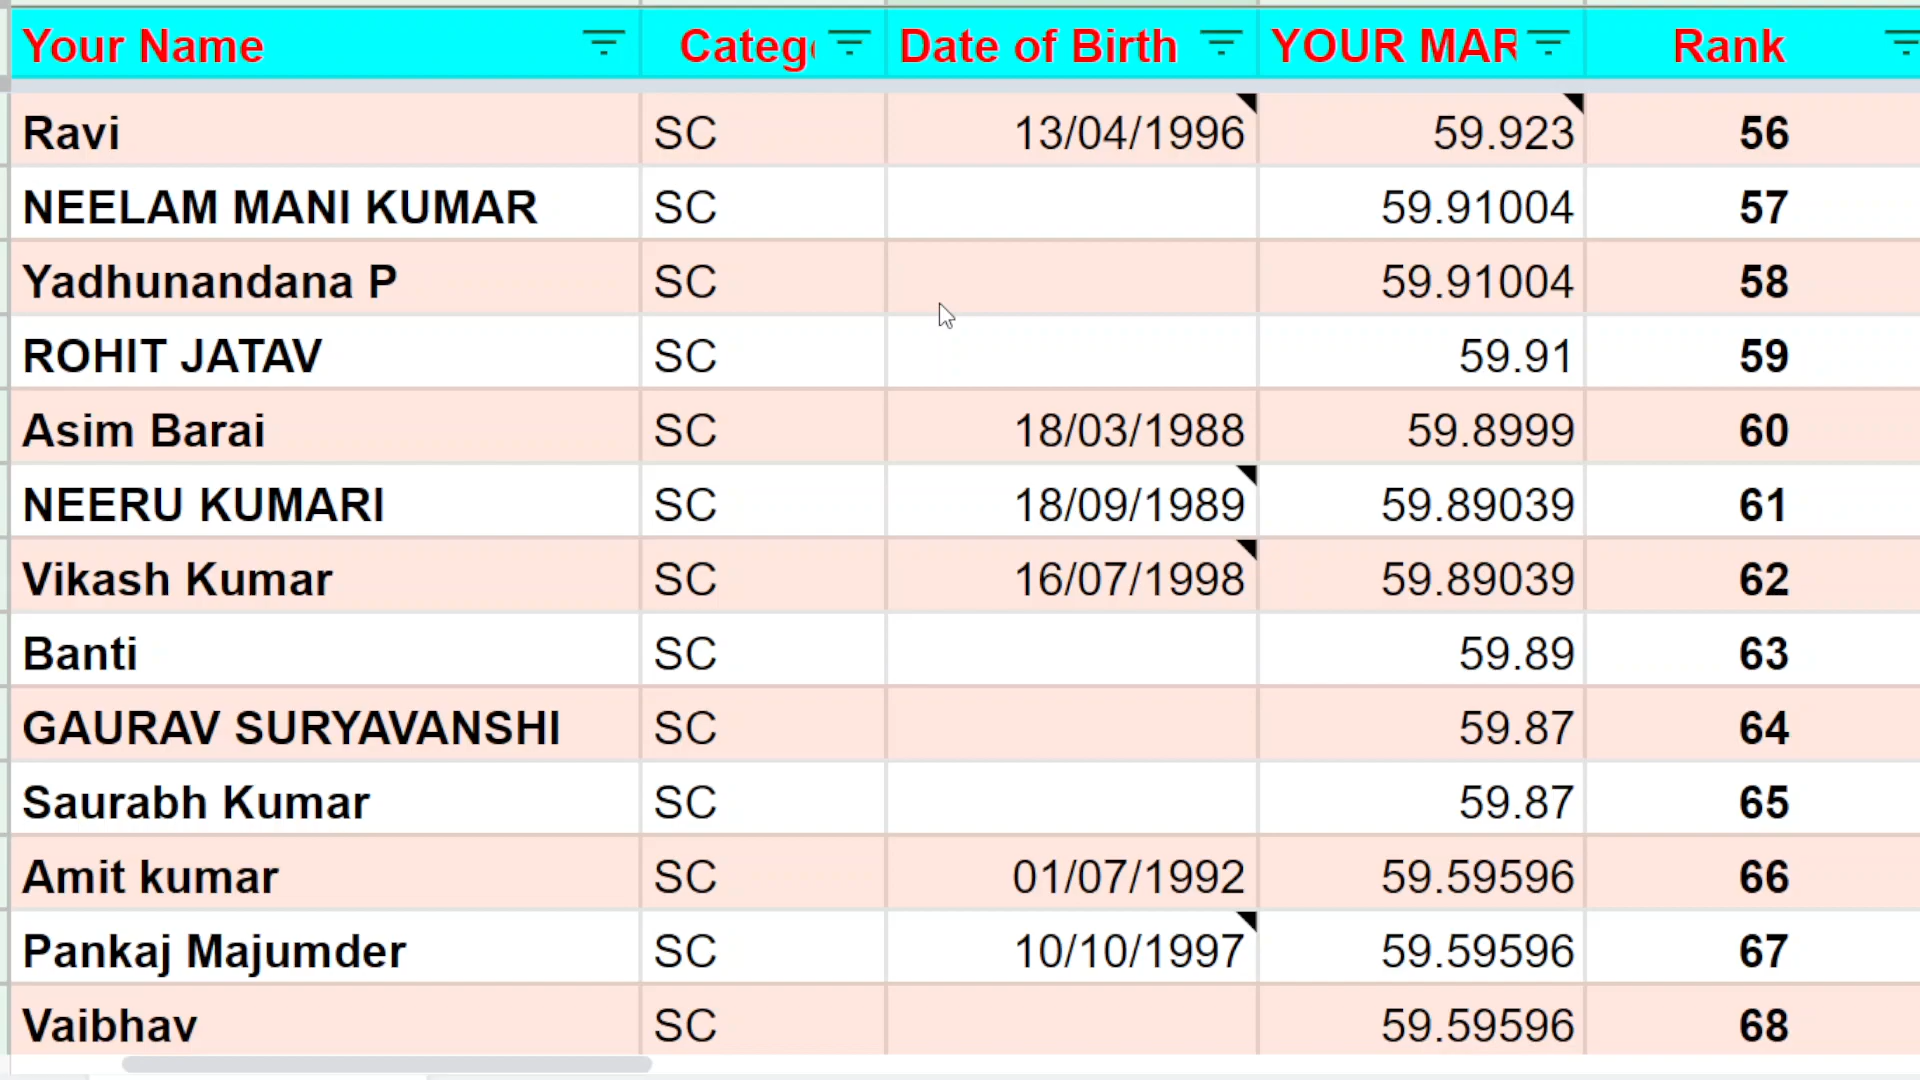 Your Name Categ Date of Birth YOUR MAR Rank
Ravi SC 13/04/1996 59.923 56
NEELAM MANI KUMAR SC 59.91004 57
Yadhunandana P SC 59.91004 58
ROHIT JATAV SC 59.91 59
Asim Barai SC 18/03/1988 59.8999 60
NEERU KUMARI SC 18/09/1989 59.89039 61
Vikash Kumar SC 16/07/1998 59.89039 62
Banti SC 59.89 63
GAURAV SURYAVANSHI SC 59.87 64
Saurabh Kumar SC 59.87 65
Amit kumar SC 01/07/1992 59.59596 66
Pankaj Majumder SC 10/10/1997 59.59596 67
Vaibhav SC 59.59596 68